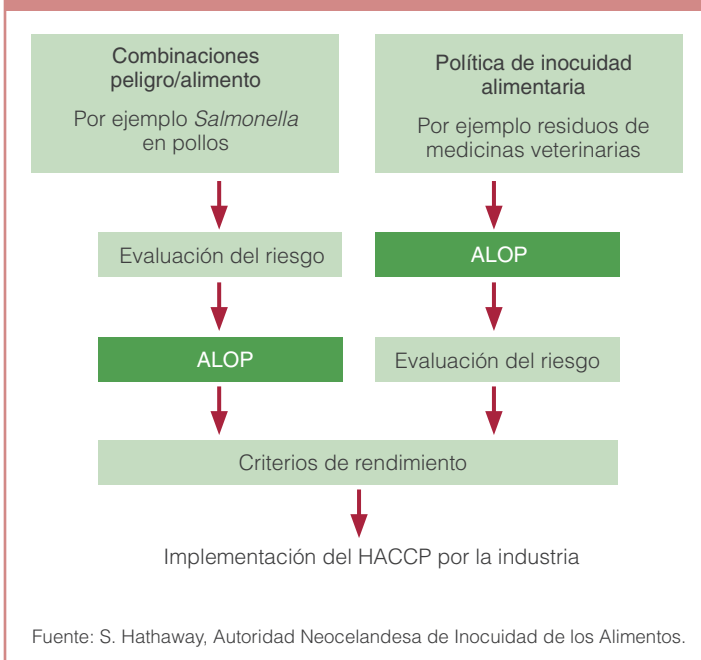 Combinaciones
peligro/alimento
Por ejemplo Salmonella
en pollos
Política de inocuidad
alimentaria
Por ejemplo residuos de
medicinas veterinarias
Evaluación del riesgo
ALOP
ALOP
Evaluación del riesgo
Criterios de rendimiento
Implementación del HACCP por la industria
Fuente: S. Hathaway, Autoridad Neocelandesa de Inocuidad de los Alimentos.